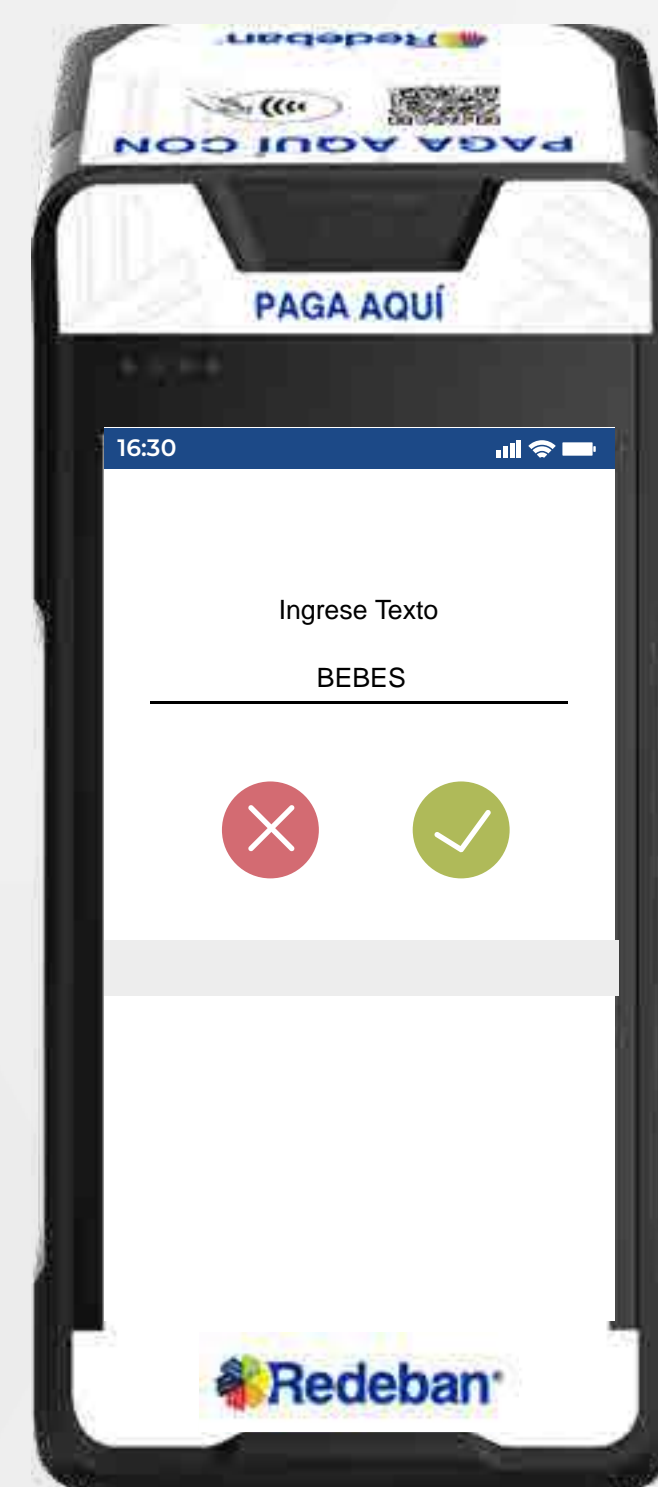 Redeban
PAGA AQUÍ CON
PAGA AQUÍ
16:30
Ingrese Texto
BEBES
Redeban